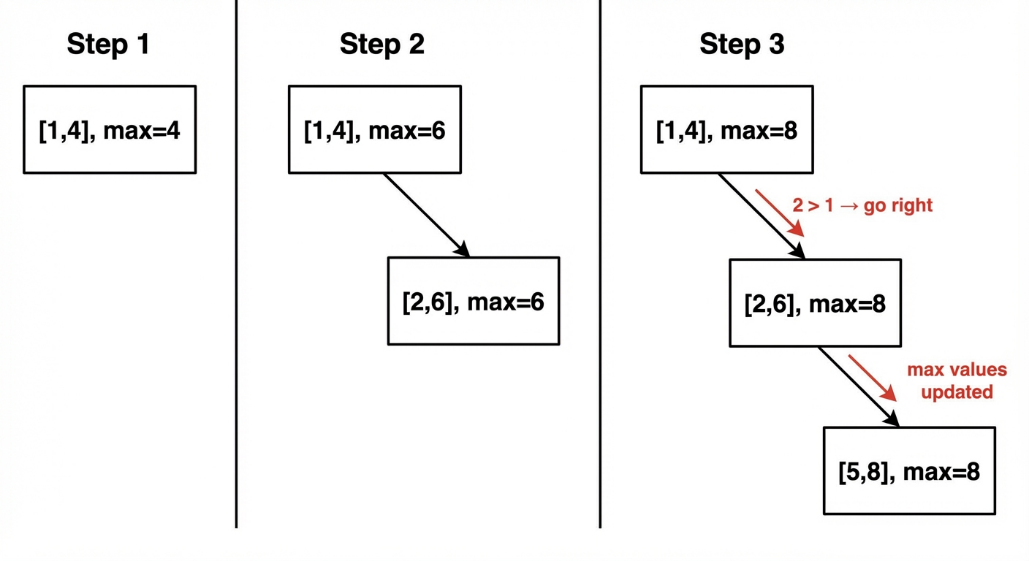 Step 1
[1,4], max=4
Step 2
[1,4], max=6
[2,6], max=6
Step 3
[1,4], max=8
2 > 1 → go right
[2,6], max=8
max values
updated
[5,8], max=8